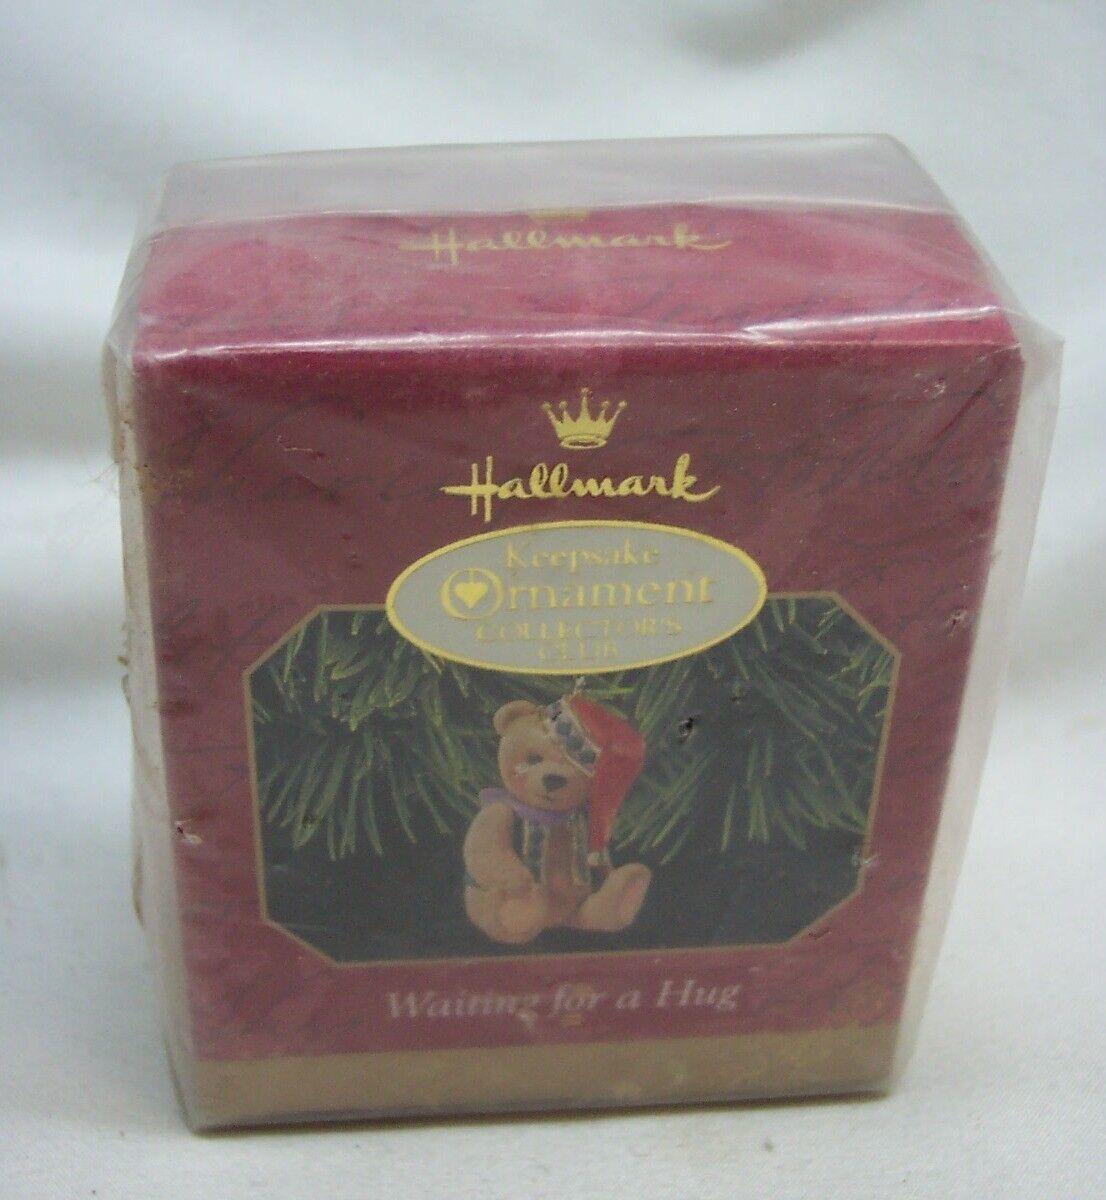 Hallmark
Hallmark
Keepsake
Ornament
COLLECTOR'S
CLUB
Waiting for a Hug